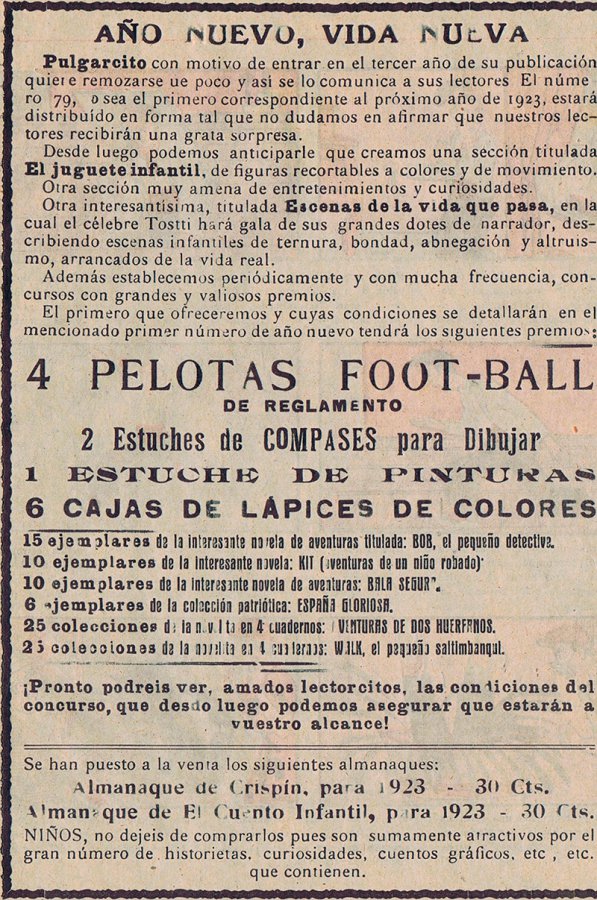 AÑO NUEVO, VIDA NUEVA
Pulgarcito con motivo de entrar en el tercer año de su publicación
quiere remozarse ue poco y así se lo comunica a sus lectores El núme
ro 79, o sea el primero correspondiente al próximo año de 1923, estará
distribuído en forma tal que no dudamos en afirmar que nuestros lec-
tores recibirán una grata sorpresa.
Desde luego podemos anticiparle que creamos una sección titulada
El juguete infantil, de figuras recortables a colores y de movimiento.
Otra sección muy amena de entretenimientos y curiosidades.
Otra interesantísima, titulada Escenas de la vida que pasa, en la
cual el célebre Tostti hará gala de sus grandes dotes de narrador, des-
cribiendo escenas infantiles de ternura, bondad, abnegación y altruis-
mo, arrancados de la vida real.
Además establecemos periódicamente y con mucha frecuencia, con-
cursos con grandes y valiosos premios.
El primero que ofreceremos y cuyas condiciones se detallarán en el
mencionado primer número de año nuevo tendrá los siguientes premios:
4 PELOTAS FOOT-BALL
DE REGLAMENTO
2 Estuches de COMPASES para Dibujar
1 ESTUCHE DE PINTURAS
6 CAJAS DE LÁPICES DE COLORES
15 ejemplares de la interesante novela de aventuras titulada: BOB, el pequeño detective.
10 ejemplares de la interesante novela: KIT (aventuras de un niño robado)
10 ejemplares de la interesante novela de aventuras: BALA SEGURA.
6 ejemplares de la colección patriótica: ESPAÑA GLORIOSA.
25 colecciones de la novelita en 4 cuadernos: AVENTURAS DE DOS HUERFANOS.
25 colecciones de la novelita en 4 cuadernos: WILK, el pequeño saltimbanqui.
¡Pronto podreis ver, amados lectorcitos, las condiciones del
concurso, que desde luego podemos asegurar que estarán a
vuestro alcance!
Se han puesto a la venta los siguientes almanaques:
Almanaque de Crispín, para 1923 - 30 Cts.
Almanaque de El Cuento Infantil, para 1923 - 30 Cts.
NIÑOS, no dejeis de comprarlos pues son sumamente atractivos por el
gran número de historietas, curiosidades, cuentos gráficos, etc , etc.
que contienen.